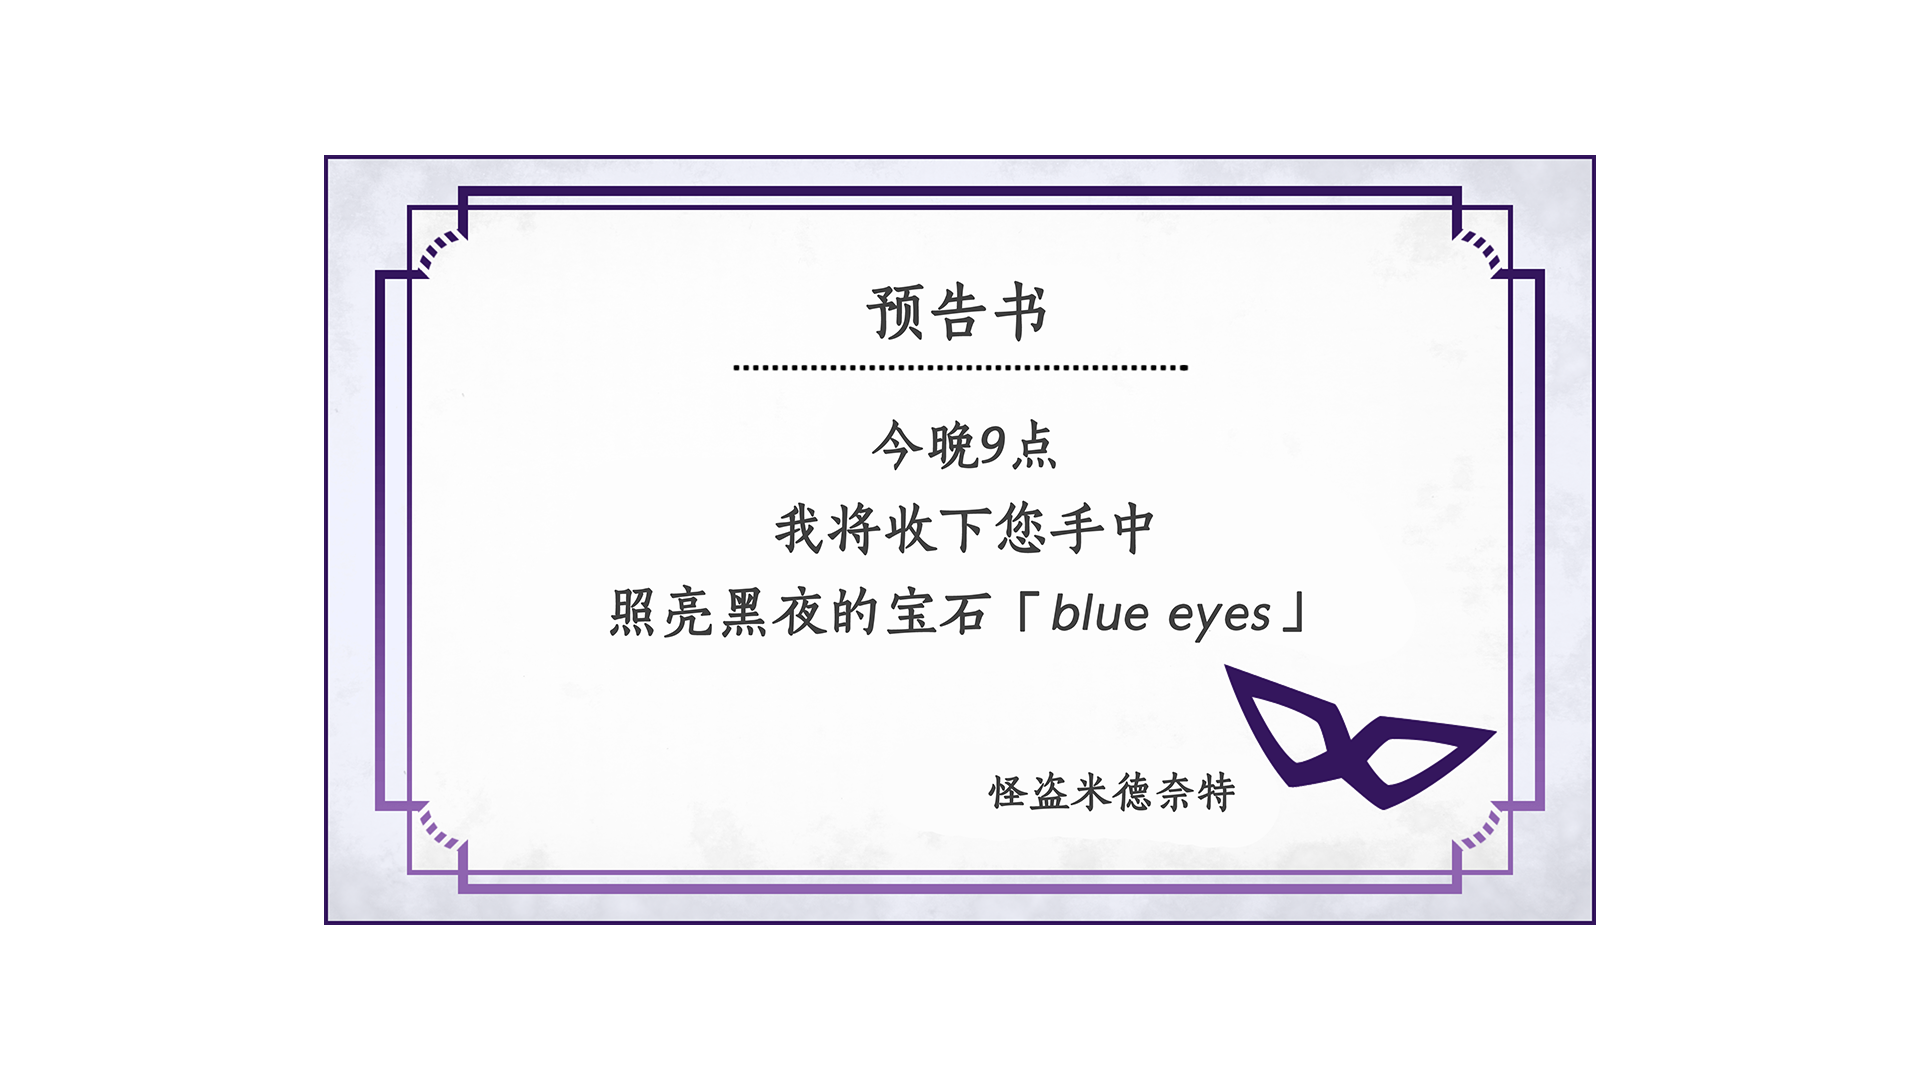 预告书
今晚9点
我将收下您手中
照亮黑夜的宝石「blue eyes」
怪盗米德奈特